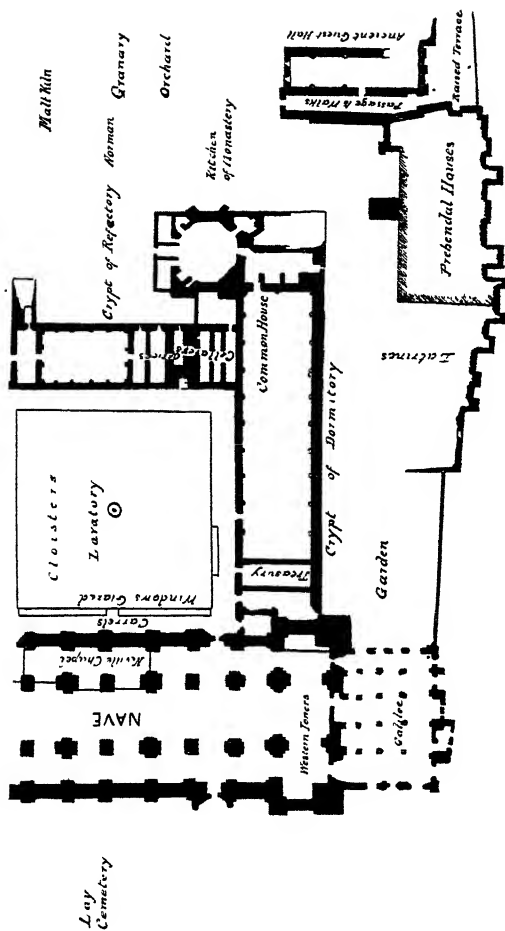 Malt Kiln
Crypt of Refectory Norman Granary
Orchard
Kitchen
of Monastery
Ancient Guest Hall
Passage & Walks
Raised Terrace
Prebendal Houses
Latrines
Cellarer's
Common House
Crypt of Dormitory
Treasury
Garden
Cloisters
Lavatory
Windows Glazed
Carrels
Neville Chapel
NAVE
Western Towers
Galilee
Lay
Cemetery